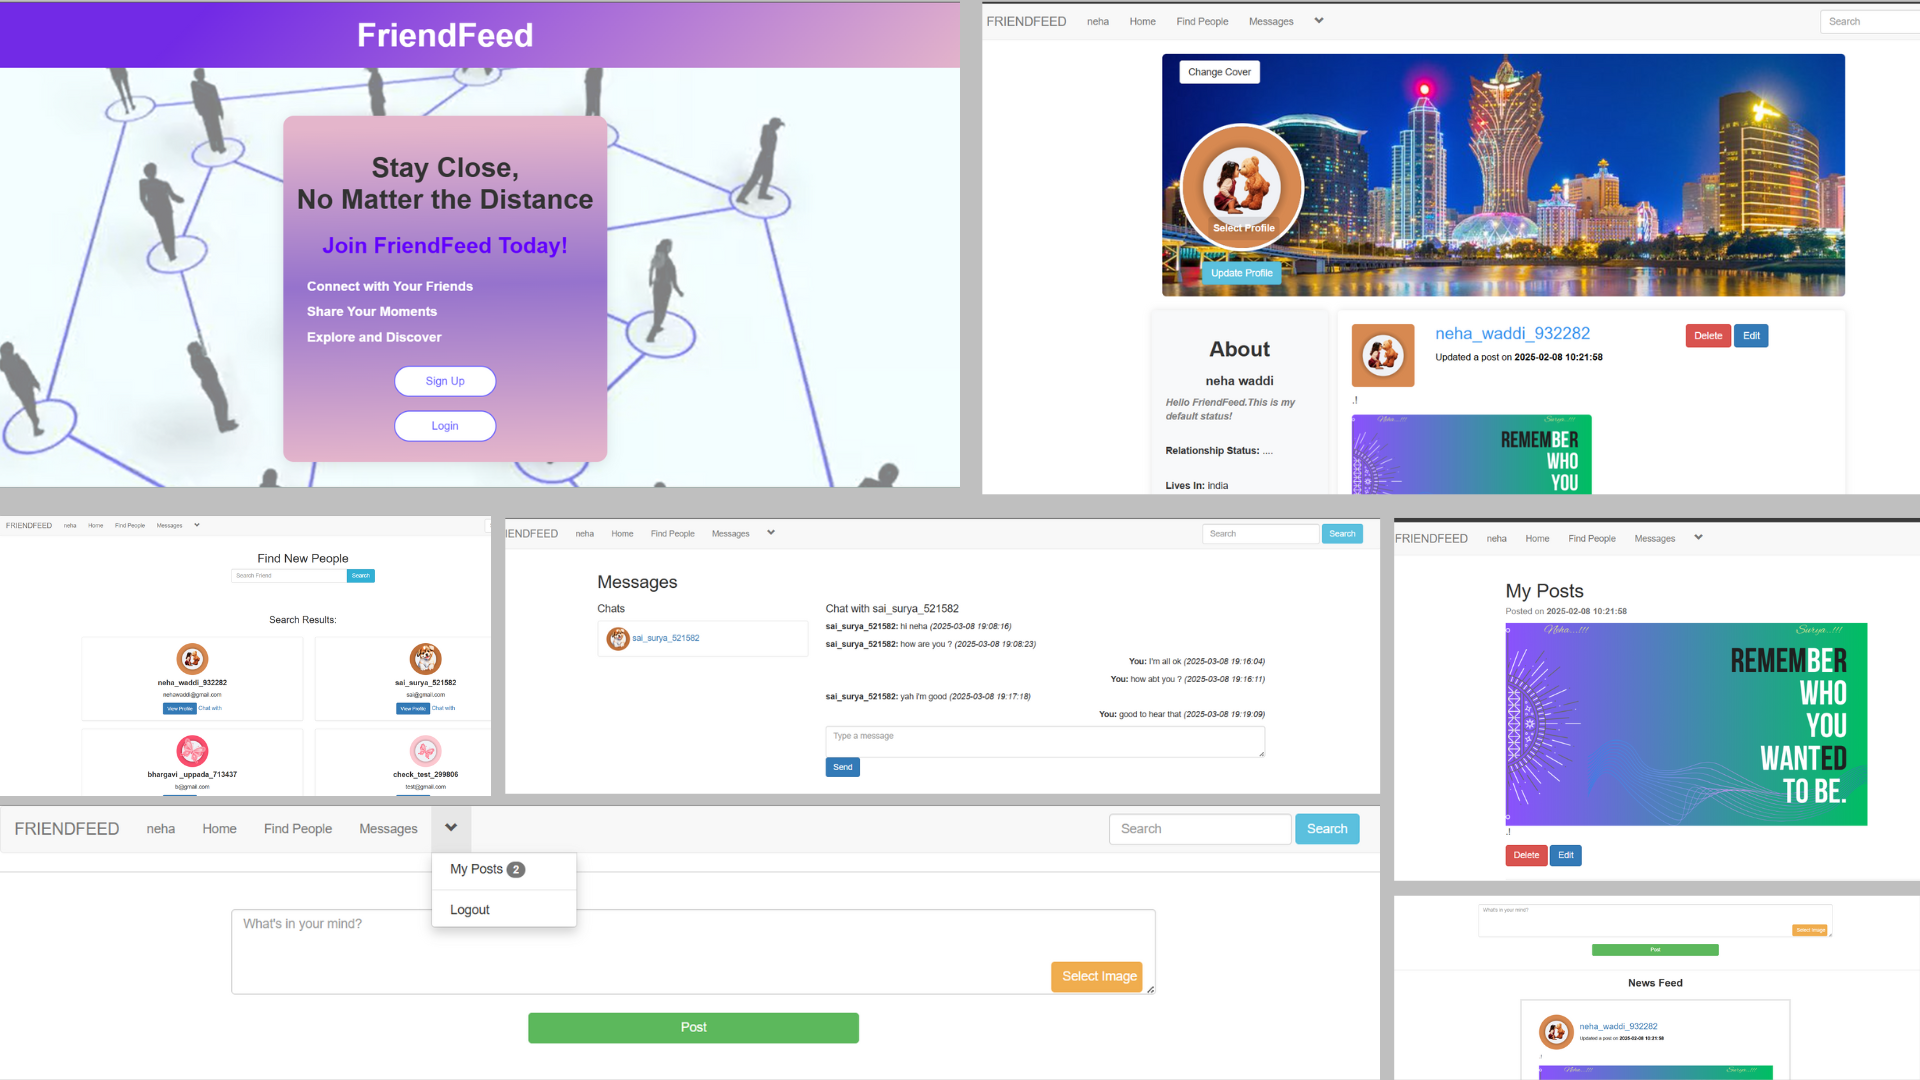 FriendFeed
Stay Close,
No Matter the Distance
Join FriendFeed Today!
Connect with Your Friends
Share Your Moments
Explore and Discover
Sign Up
Login
FRIENDFEED neha Home Find People Messages Search
Change Cover
Select Profile
Update Profile
About
neha waddi
Hello FriendFeed.This is my
default status!
Relationship Status: ....
Lives In: india
neha_waddi_932282 Delete Edit
Updated a post on 2025-02-08 10:21:58
.!
Neha...!!! Surya..!!!
REMEMBER
WHO
YOU
FRIENDFEED neha Home Find People Messages
Find New People
Search Friend Search
Search Results:
neha_waddi_932282
nehawaddi@gmail.com
View Profile Chat with
sai_surya_521582
sai@gmail.com
View Profile Chat with
bhargavi _uppada_713437
b@gmail.com
check_test_299806
test@gmail.com
IENDFEED neha Home Find People Messages Search Search
Messages
Chats
sai_surya_521582
Chat with sai_surya_521582
sai_surya_521582: hi neha (2025-03-08 19:08:16)
sai_surya_521582: how are you ? (2025-03-08 19:08:23)
You: I'm all ok (2025-03-08 19:16:04)
You: how abt you ? (2025-03-08 19:16:11)
sai_surya_521582: yah I'm good (2025-03-08 19:17:18)
You: good to hear that (2025-03-08 19:19:09)
Type a message
Send
FRIENDFEED neha Home Find People Messages
My Posts
Posted on 2025-02-08 10:21:58
Neha...!!! Surya..!!!
REMEMBER
WHO
YOU
WANTED
TO BE.
.!
Delete Edit
FRIENDFEED neha Home Find People Messages Search Search
My Posts 2
Logout
What's in your mind?
Select Image
Post
What's in your mind?
Select Image
Post
News Feed
neha_waddi_932282
Updated a post on 2025-02-08 10:21:58
.!
Neha...!!! Surya..!!!